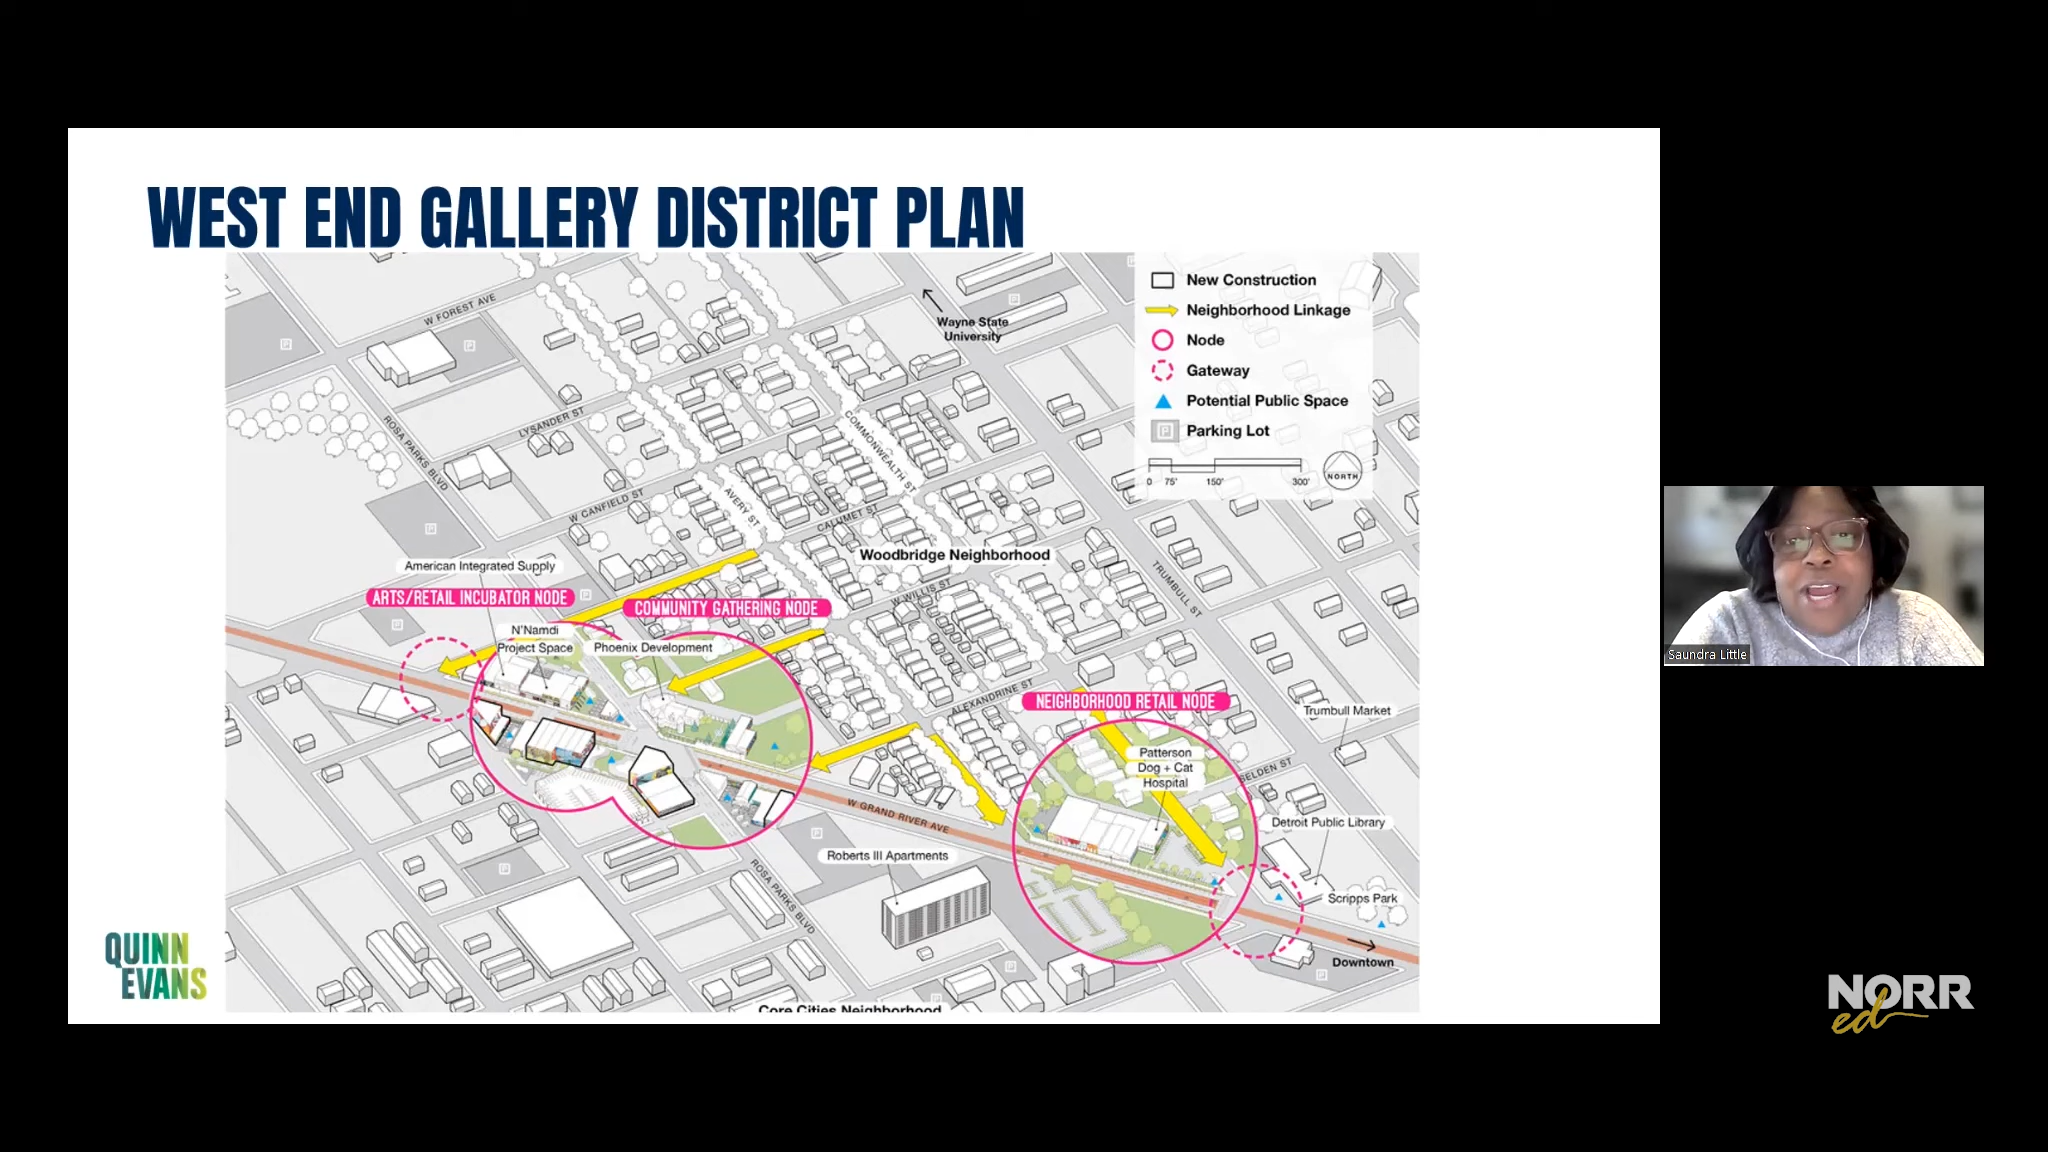 WEST END GALLERY DISTRICT PLAN
New Construction
Neighborhood Linkage
Node
Gateway
Potential Public Space
P
Parking Lot
0 75' 150' 300'
NORTH
Wayne State
University
W FOREST AVE
P
P
P
P
LYSANDER ST
ROSA PARKS BLVD
COMMONWEALTH ST
W CANFIELD ST
AVERY ST
CALUMET ST
P
Woodbridge Neighborhood
American Integrated Supply
W WILLIS ST
TRUMBULL ST
ARTS/RETAIL INCUBATOR NODE
P
COMMUNITY GATHERING NODE
P
N'Namdi
Project Space
Phoenix Development
ALEXANDRINE ST
NEIGHBORHOOD RETAIL NODE
Trumbull Market
Patterson
Dog + Cat
Hospital
SELDEN ST
W GRAND RIVER AVE
Detroit Public Library
P
Roberts III Apartments
P
ROSA PARKS BLVD
Scripps Park
Downtown
P
P
P
Core Cities Neighborhood
QUINN
EVANS
Saundra Little
NORR
ed